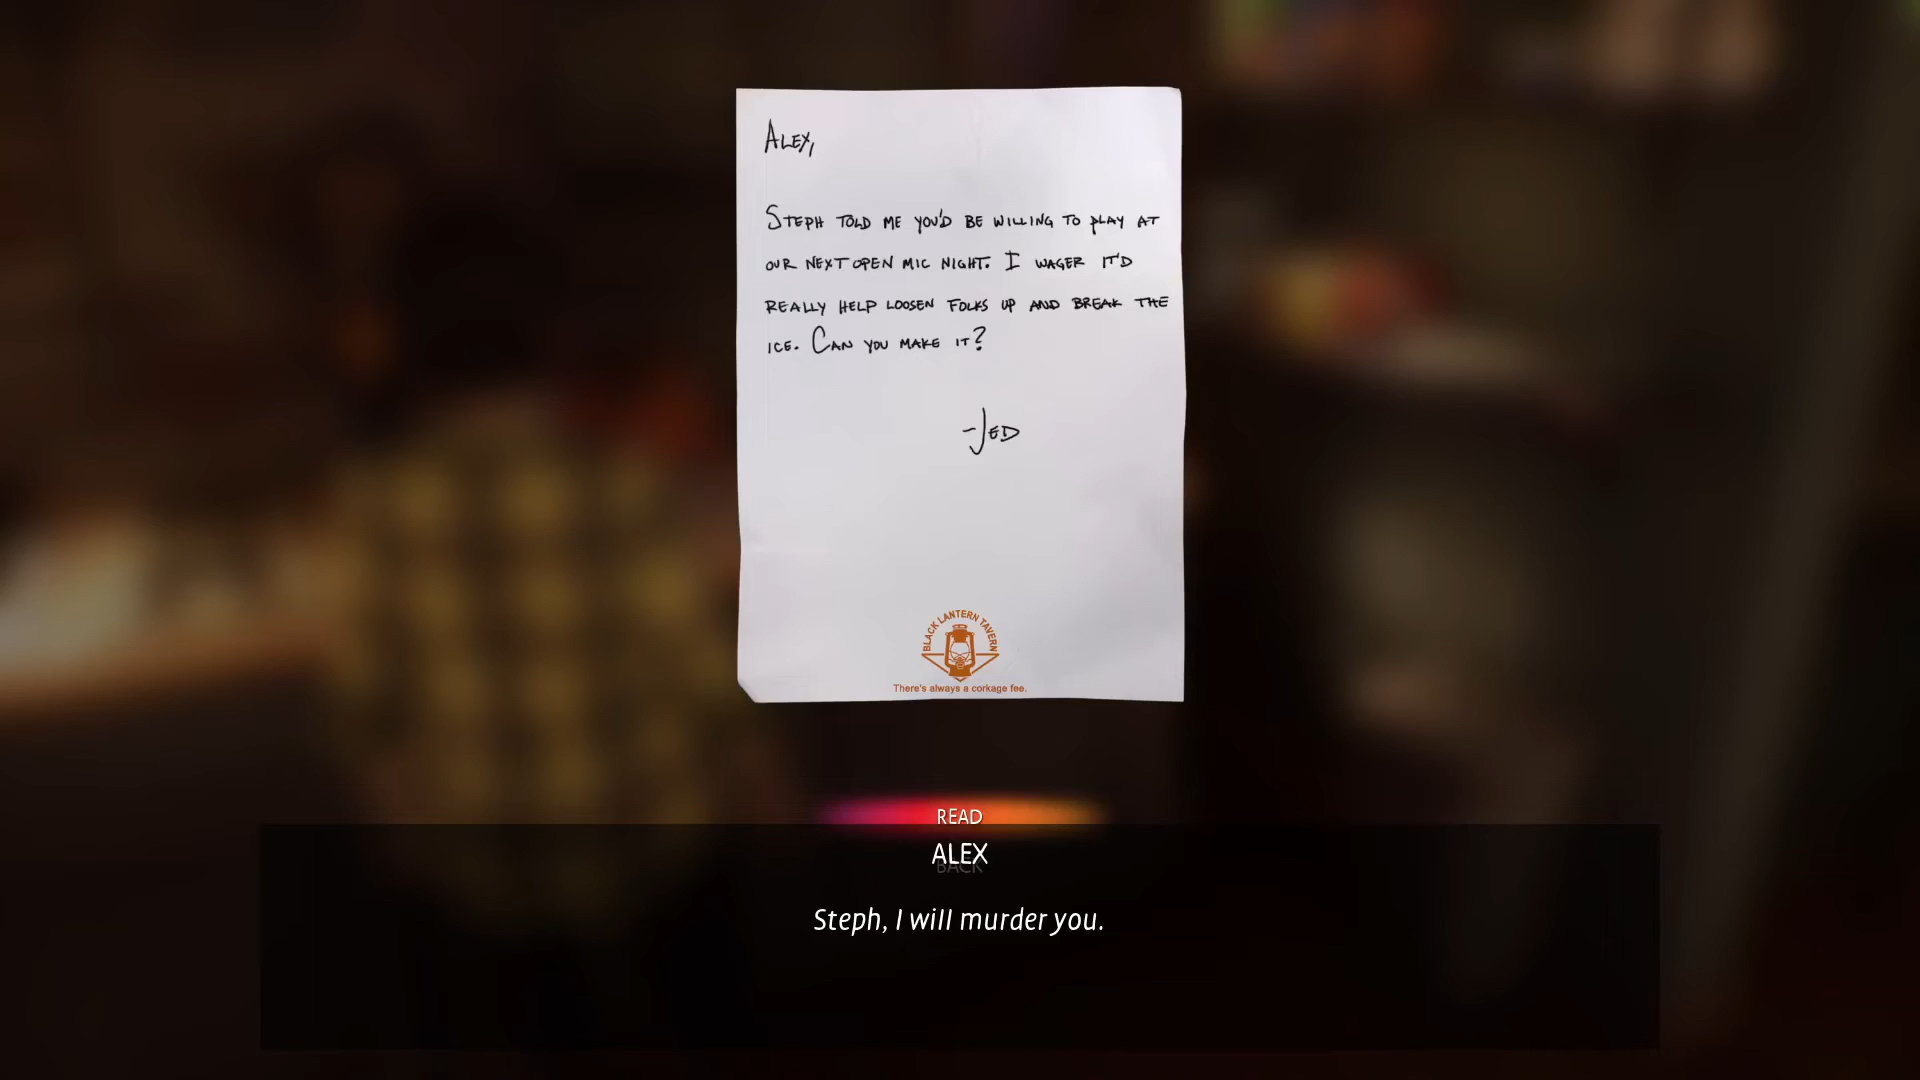 ALEX,
STEPH TOLD ME YOU'D BE WILLING TO PLAY AT
OUR NEXT OPEN MIC NIGHT. I WAGER IT'D
REALLY HELP LOOSEN FOLKS UP AND BREAK THE
ICE. CAN YOU MAKE IT?
-JED
BLACK LANTERN TAVERN
There's always a corkage fee.
READ
ALEX
BACK
Steph, I will murder you.